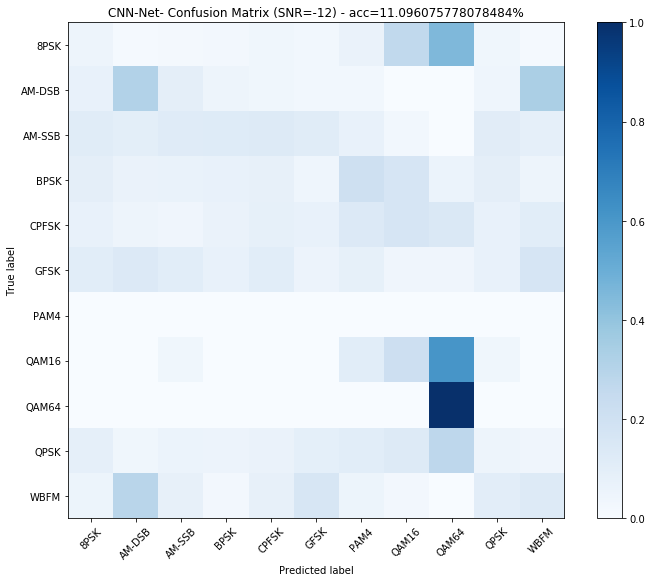 CNN-Net- Confusion Matrix (SNR=-12) - acc=11.096075778078484%
True label
8PSK
AM-DSB
AM-SSB
BPSK
CPFSK
GFSK
PAM4
QAM16
QAM64
QPSK
WBFM
8PSK AM-DSB AM-SSB BPSK CPFSK GFSK PAM4 QAM16 QAM64 QPSK WBFM
Predicted label
1.0
0.8
0.6
0.4
0.2
0.0